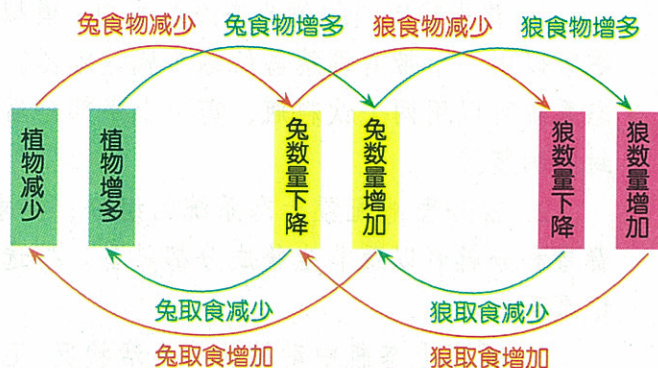 兔食物减少
兔食物增多
狼食物减少
狼食物增多
植物减少
植物增多
兔数量下降
兔数量增加
狼数量下降
狼数量增加
兔取食减少
狼取食减少
兔取食增加
狼取食增加